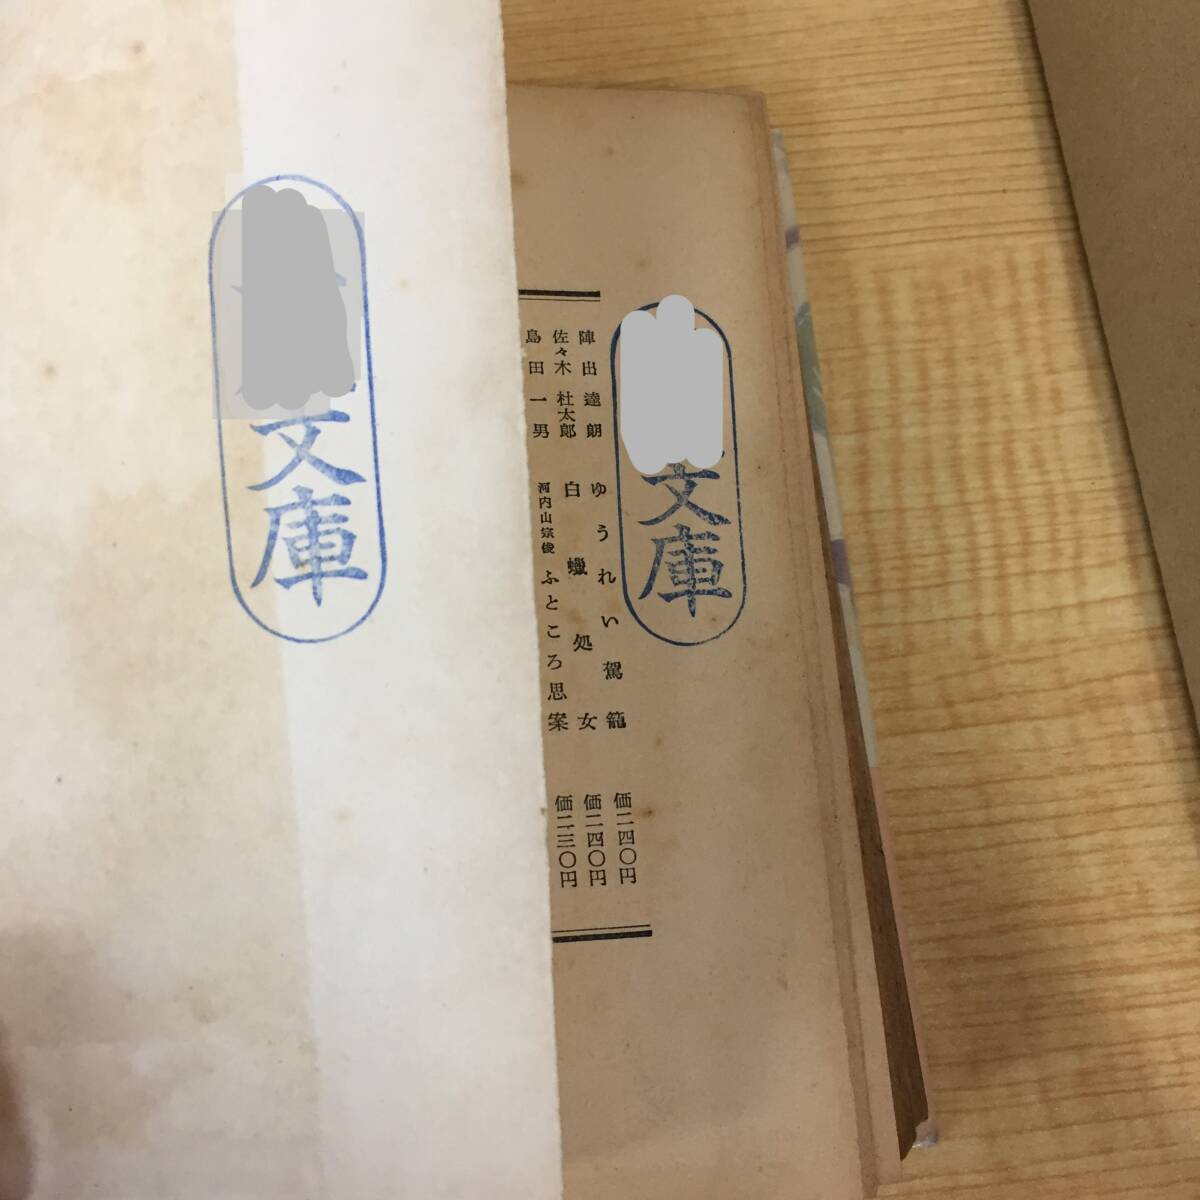 文庫
文庫
陣出達朗 ゆうれい駕籠 価二四〇円
佐々木杜太郎 白蠟処女 価二四〇円
島田一男 河内山宗俊 ふところ思案 価二三〇円